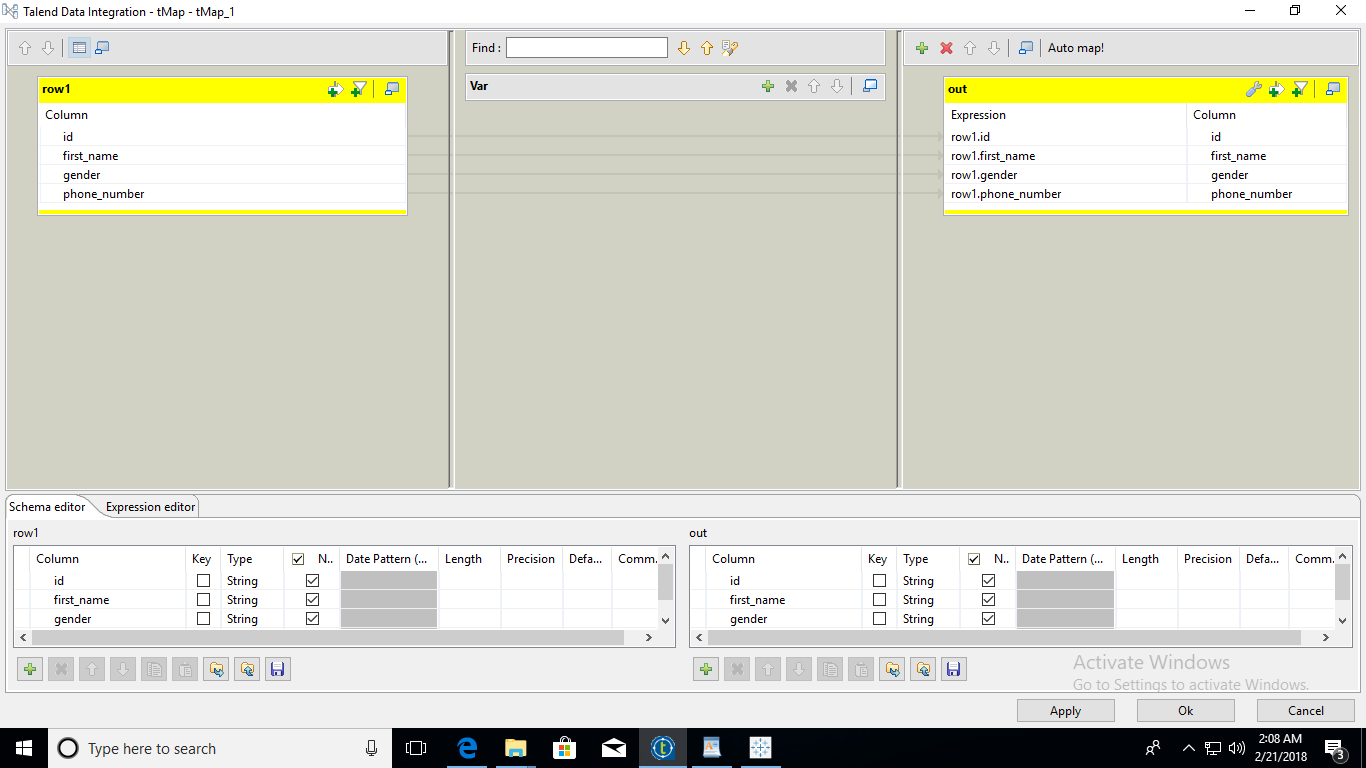 Talend Data Integration - tMap - tMap_1
Find :
Auto map!
row1
Column
id
first_name
gender
phone_number
Var
out
Expression Column
row1.id id
row1.first_name first_name
row1.gender gender
row1.phone_number phone_number
Schema editor Expression editor
row1
Column Key Type N.. Date Pattern (... Length Precision Defa... Comm.
id String
first_name String
gender String
out
Column Key Type N.. Date Pattern (... Length Precision Defa... Comm.
id String
first_name String
gender String
Activate Windows
Go to Settings to activate Windows.
Apply Ok Cancel
Type here to search
2:08 AM
2/21/2018
3